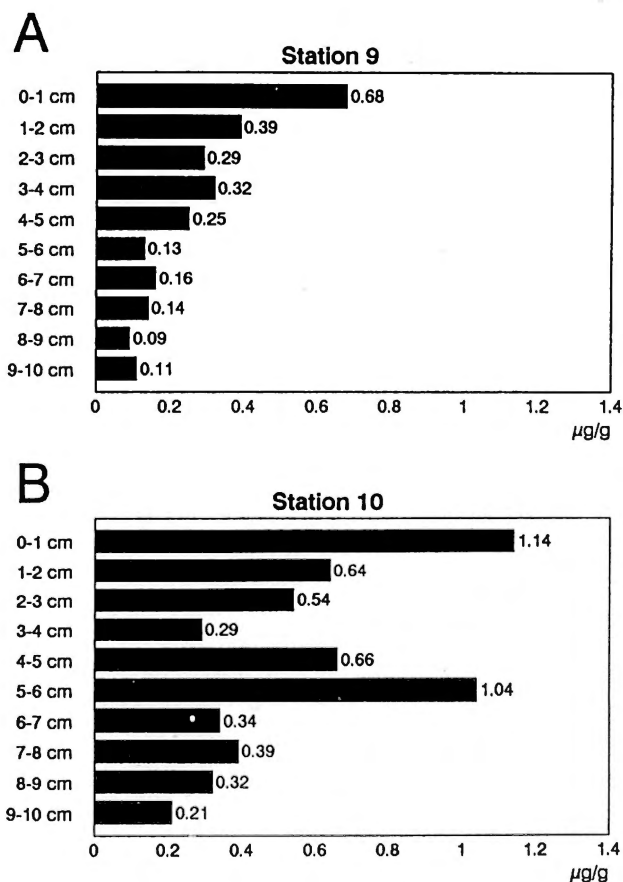 A
Station 9
0-1 cm 0.68
1-2 cm 0.39
2-3 cm 0.29
3-4 cm 0.32
4-5 cm 0.25
5-6 cm 0.13
6-7 cm 0.16
7-8 cm 0.14
8-9 cm 0.09
9-10 cm 0.11
0 0.2 0.4 0.6 0.8 1 1.2 1.4
µg/g
B
Station 10
0-1 cm 1.14
1-2 cm 0.64
2-3 cm 0.54
3-4 cm 0.29
4-5 cm 0.66
5-6 cm 1.04
6-7 cm 0.34
7-8 cm 0.39
8-9 cm 0.32
9-10 cm 0.21
0 0.2 0.4 0.6 0.8 1 1.2 1.4
µg/g